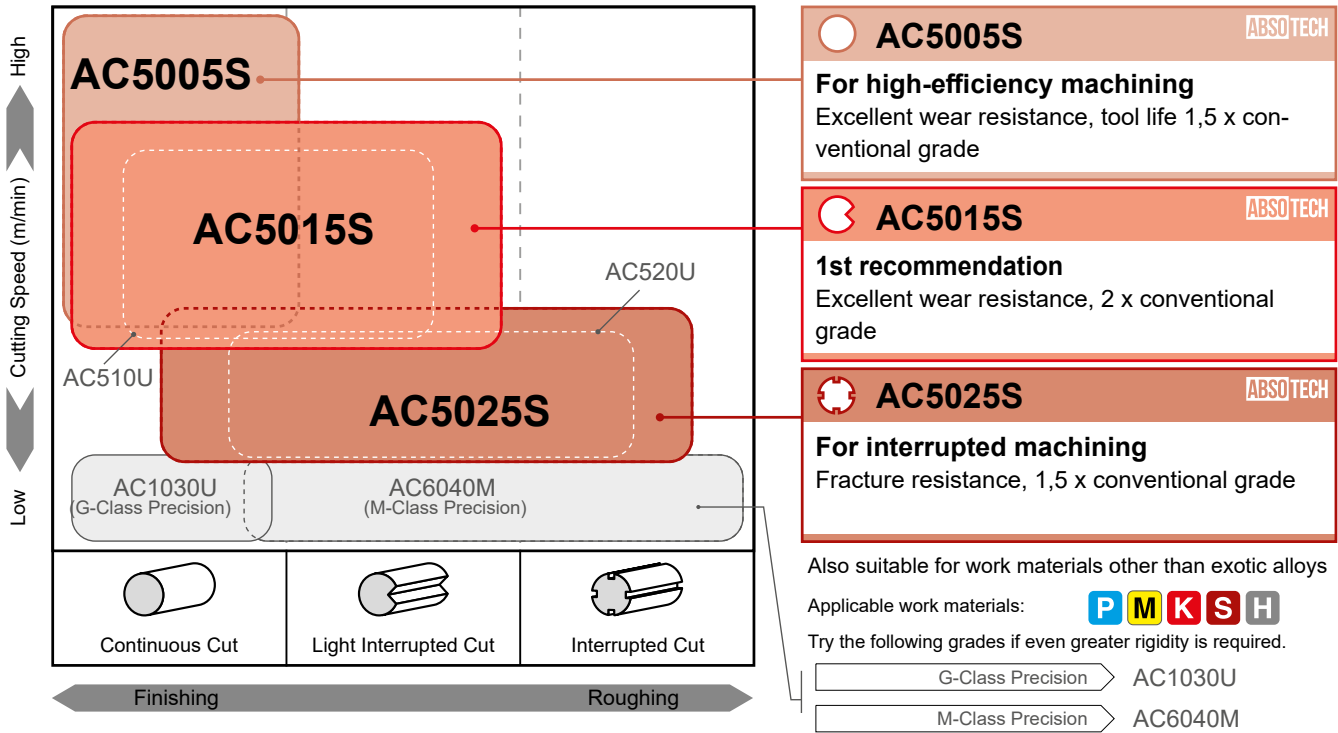 High
Cutting Speed (m/min)
Low
AC5005S
AC5015S
AC520U
AC510U
AC5025S
AC1030U
(G-Class Precision)
AC6040M
(M-Class Precision)
Continuous Cut
Light Interrupted Cut
Interrupted Cut
Finishing
Roughing
AC5005S
ABSOTECH
For high-efficiency machining
Excellent wear resistance, tool life 1,5 x con-
ventional grade
AC5015S
ABSOTECH
1st recommendation
Excellent wear resistance, 2 x conventional
grade
AC5025S
ABSOTECH
For interrupted machining
Fracture resistance, 1,5 x conventional grade
Also suitable for work materials other than exotic alloys
Applicable work materials: P M K S H
Try the following grades if even greater rigidity is required.
G-Class Precision AC1030U
M-Class Precision AC6040M